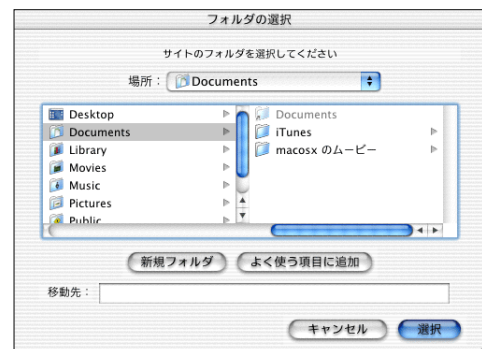 フォルダの選択
サイトのフォルダを選択してください
場所： Documents
Desktop
Documents
Library
Movies
Music
Pictures
Public
Documents
iTunes
macosx のムービー
新規フォルダ
よく使う項目に追加
移動先：
キャンセル
選択